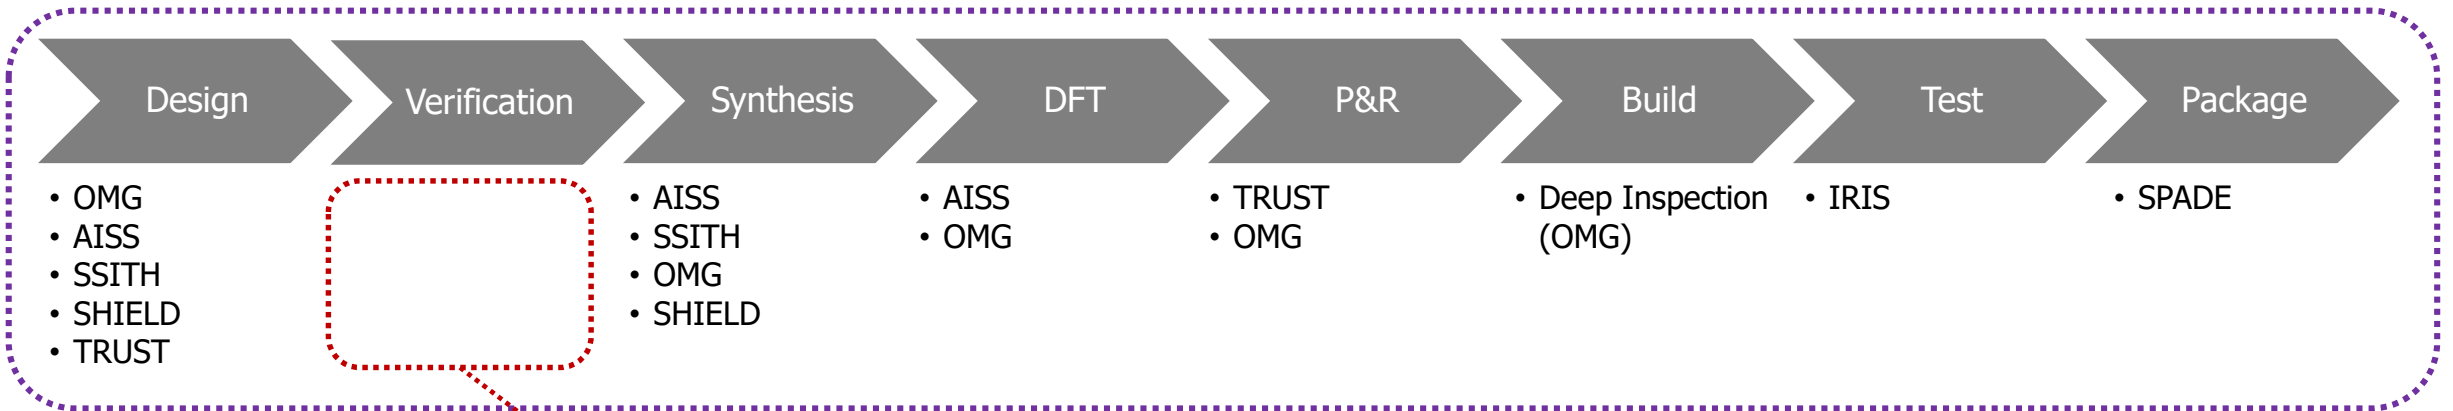 Design
Verification
Synthesis
DFT
P&R
Build
Test
Package
• OMG
• AISS
• SSITH
• SHIELD
• TRUST
• AISS
• SSITH
• OMG
• SHIELD
• AISS
• OMG
• TRUST
• OMG
• Deep Inspection
(OMG)
• IRIS
• SPADE